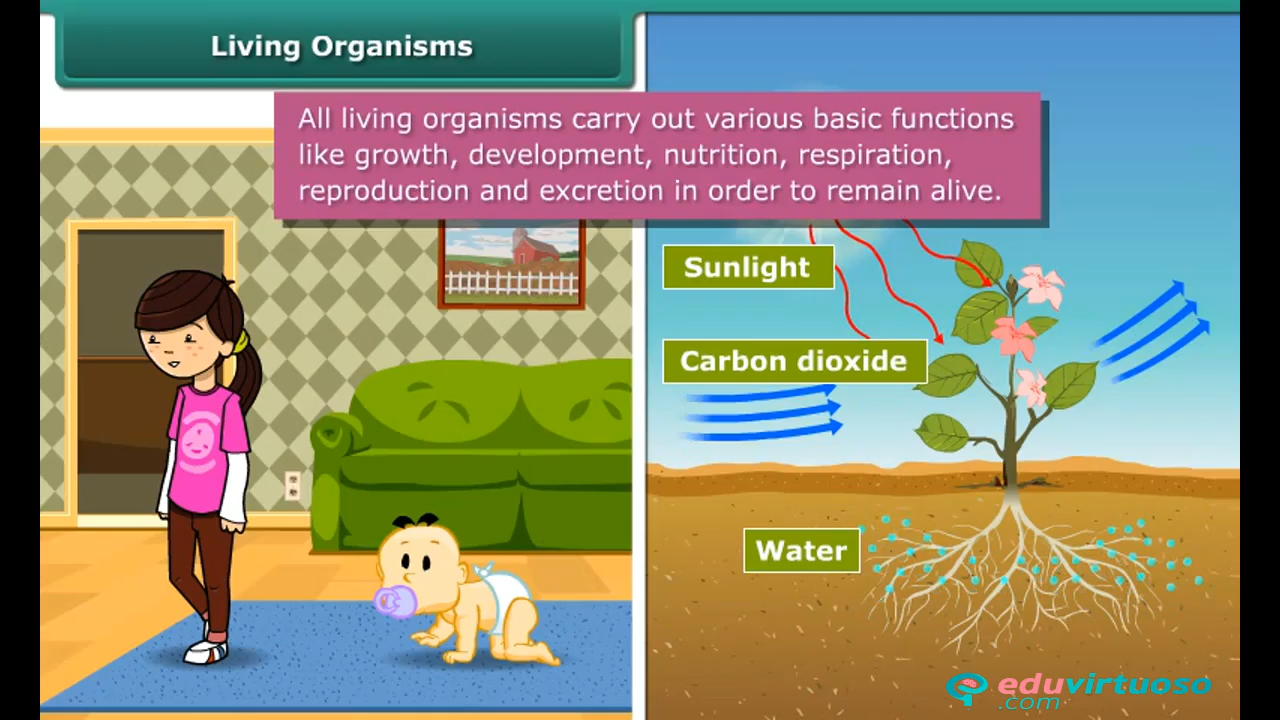 Living Organisms
All living organisms carry out various basic functions
like growth, development, nutrition, respiration,
reproduction and excretion in order to remain alive.
Sunlight
Carbon dioxide
Water
eduvirtuoso
.com